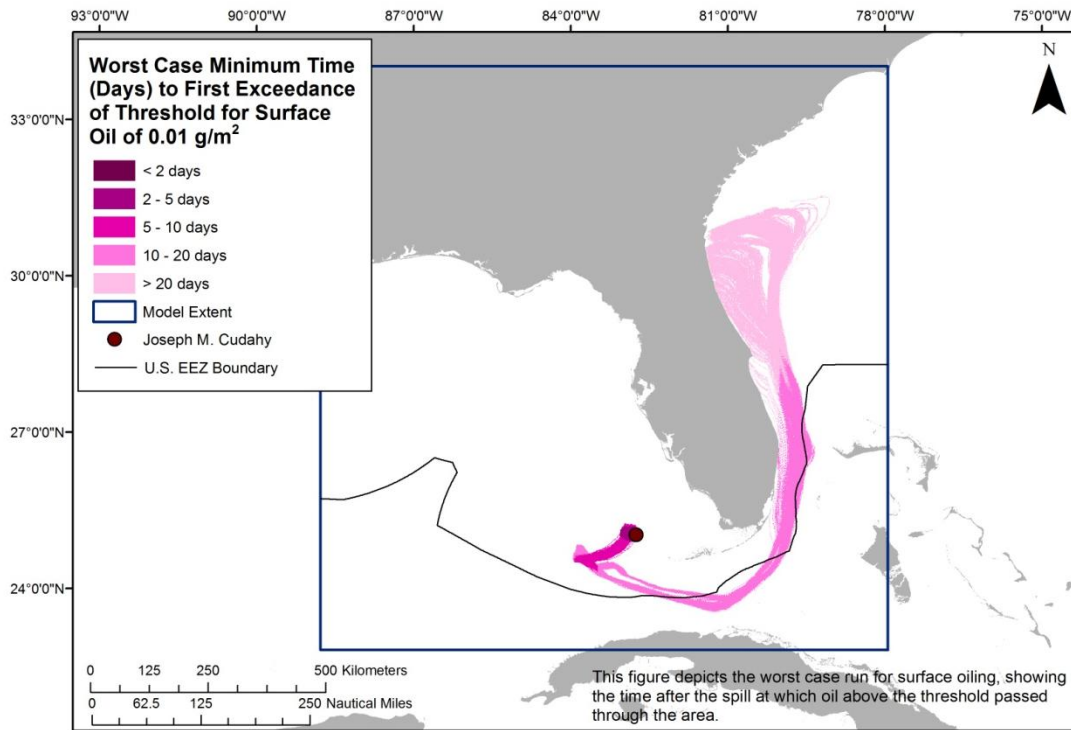 93°0'0"W 90°0'0"W 87°0'0"W 84°0'0"W 81°0'0"W 78°0'0"W 75°0'0"W
N
Worst Case Minimum Time
(Days) to First Exceedance
of Threshold for Surface
Oil of 0.01 g/m²
< 2 days
2 - 5 days
5 - 10 days
10 - 20 days
> 20 days
Model Extent
Joseph M. Cudahy
U.S. EEZ Boundary
33°0'0"N
30°0'0"N
27°0'0"N
24°0'0"N
0 125 250 500 Kilometers
0 62.5 125 250 Nautical Miles
This figure depicts the worst case run for surface oiling, showing
the time after the spill at which oil above the threshold passed
through the area.